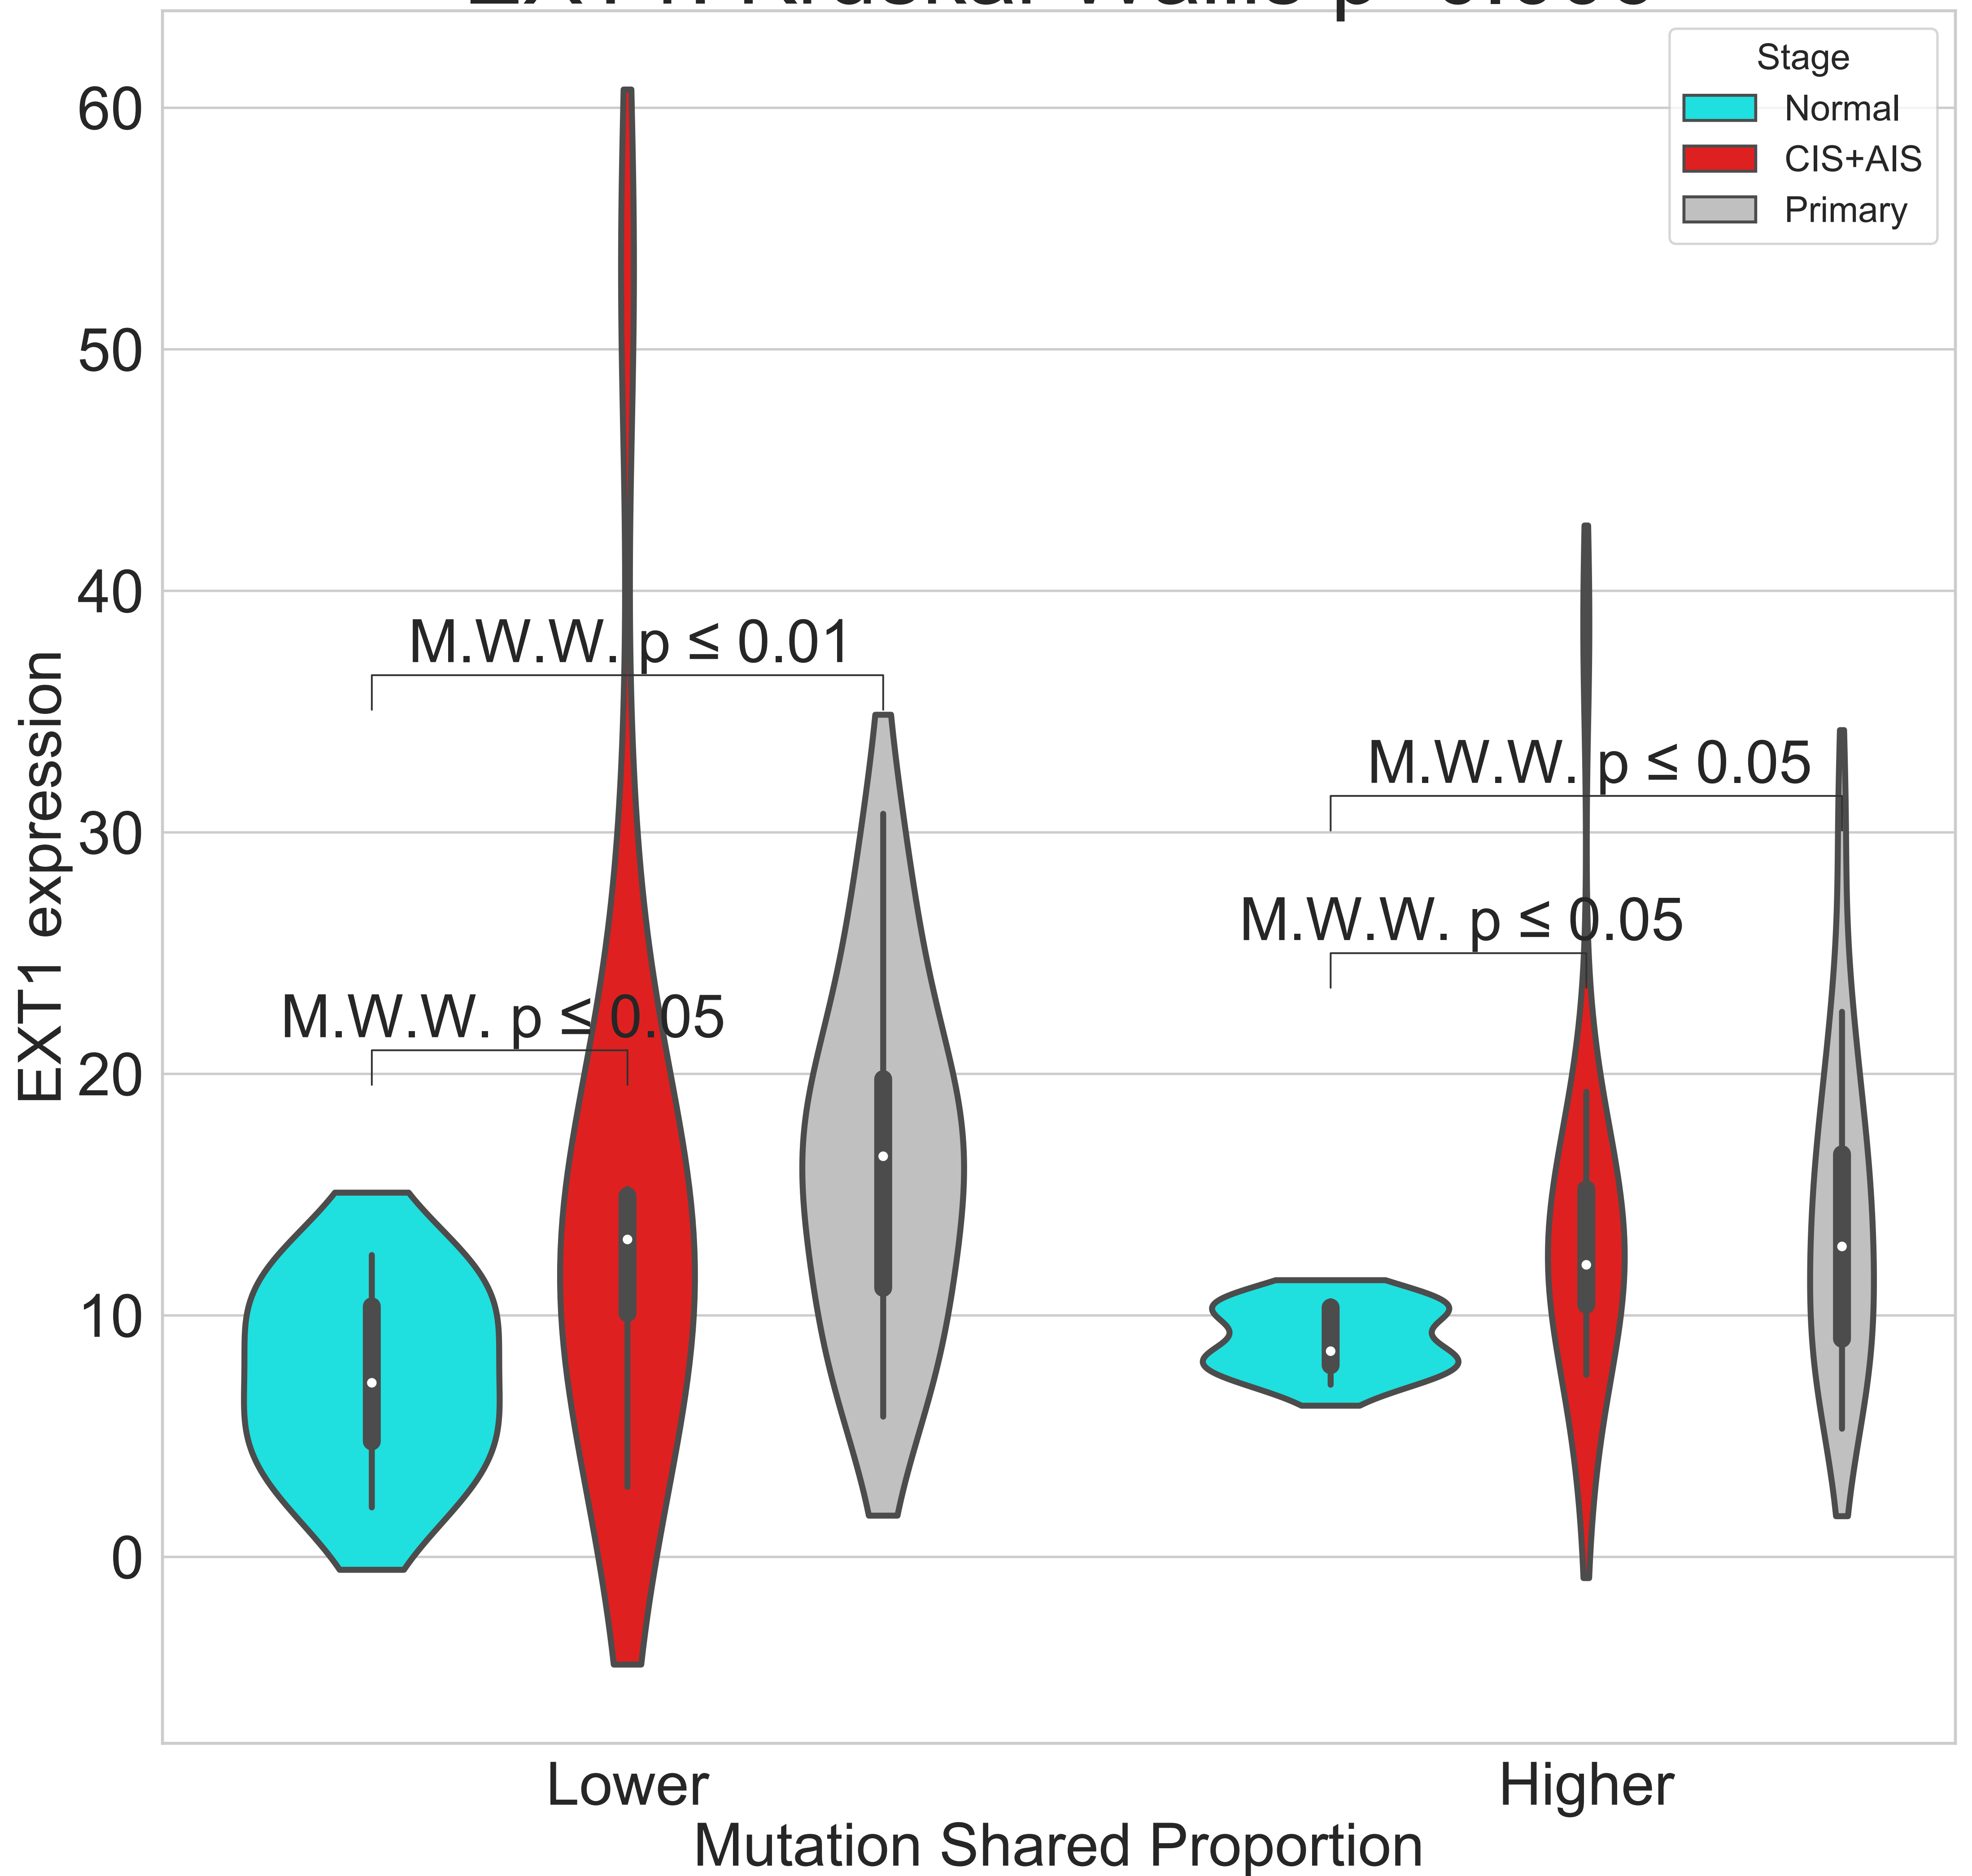 Stage
Normal
CIS+AIS
Primary
60
50
40
30
20
10
0
EXT1 expression
M.W.W. p ≤ 0.01
M.W.W. p ≤ 0.05
M.W.W. p ≤ 0.05
M.W.W. p ≤ 0.05
Lower
Higher
Mutation Shared Proportion